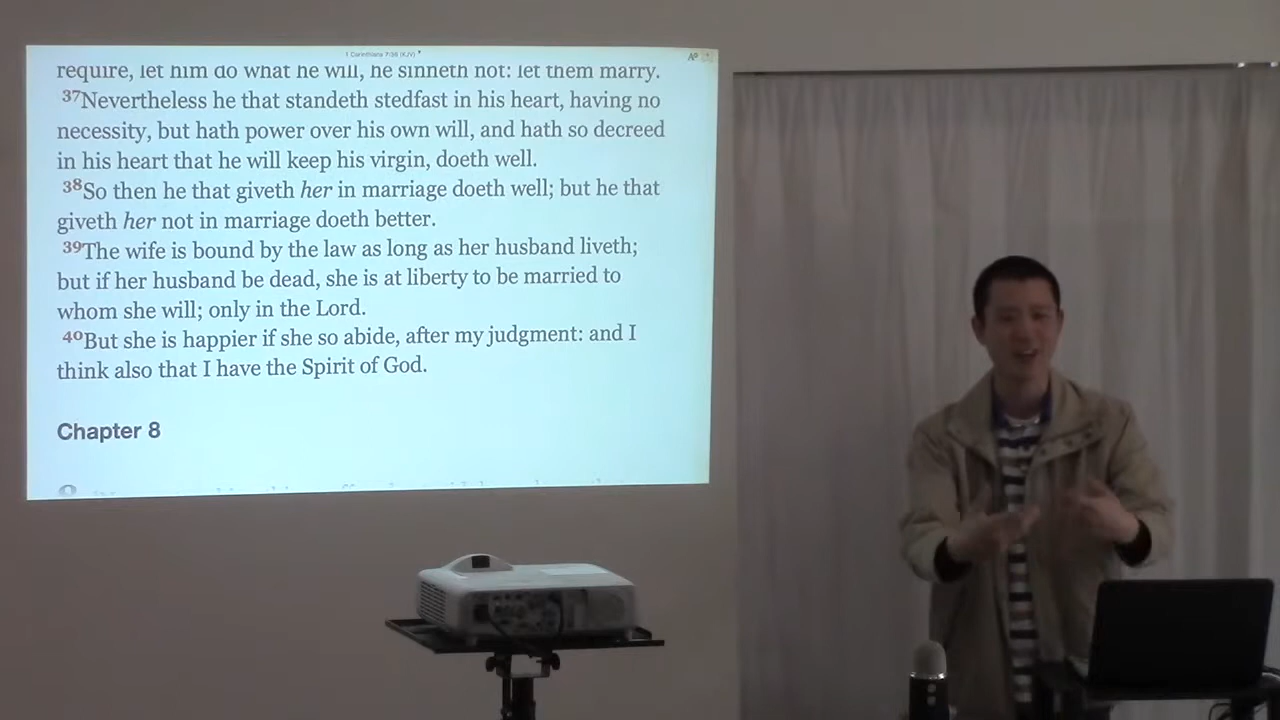 1 Corinthians 7:36 (KJV)
require, let him do what he will, he sinneth not: let them marry.
37Nevertheless he that standeth stedfast in his heart, having no
necessity, but hath power over his own will, and hath so decreed
in his heart that he will keep his virgin, doeth well.
38So then he that giveth her in marriage doeth well; but he that
giveth her not in marriage doeth better.
39The wife is bound by the law as long as her husband liveth;
but if her husband be dead, she is at liberty to be married to
whom she will; only in the Lord.
40But she is happier if she so abide, after my judgment: and I
think also that I have the Spirit of God.
Chapter 8